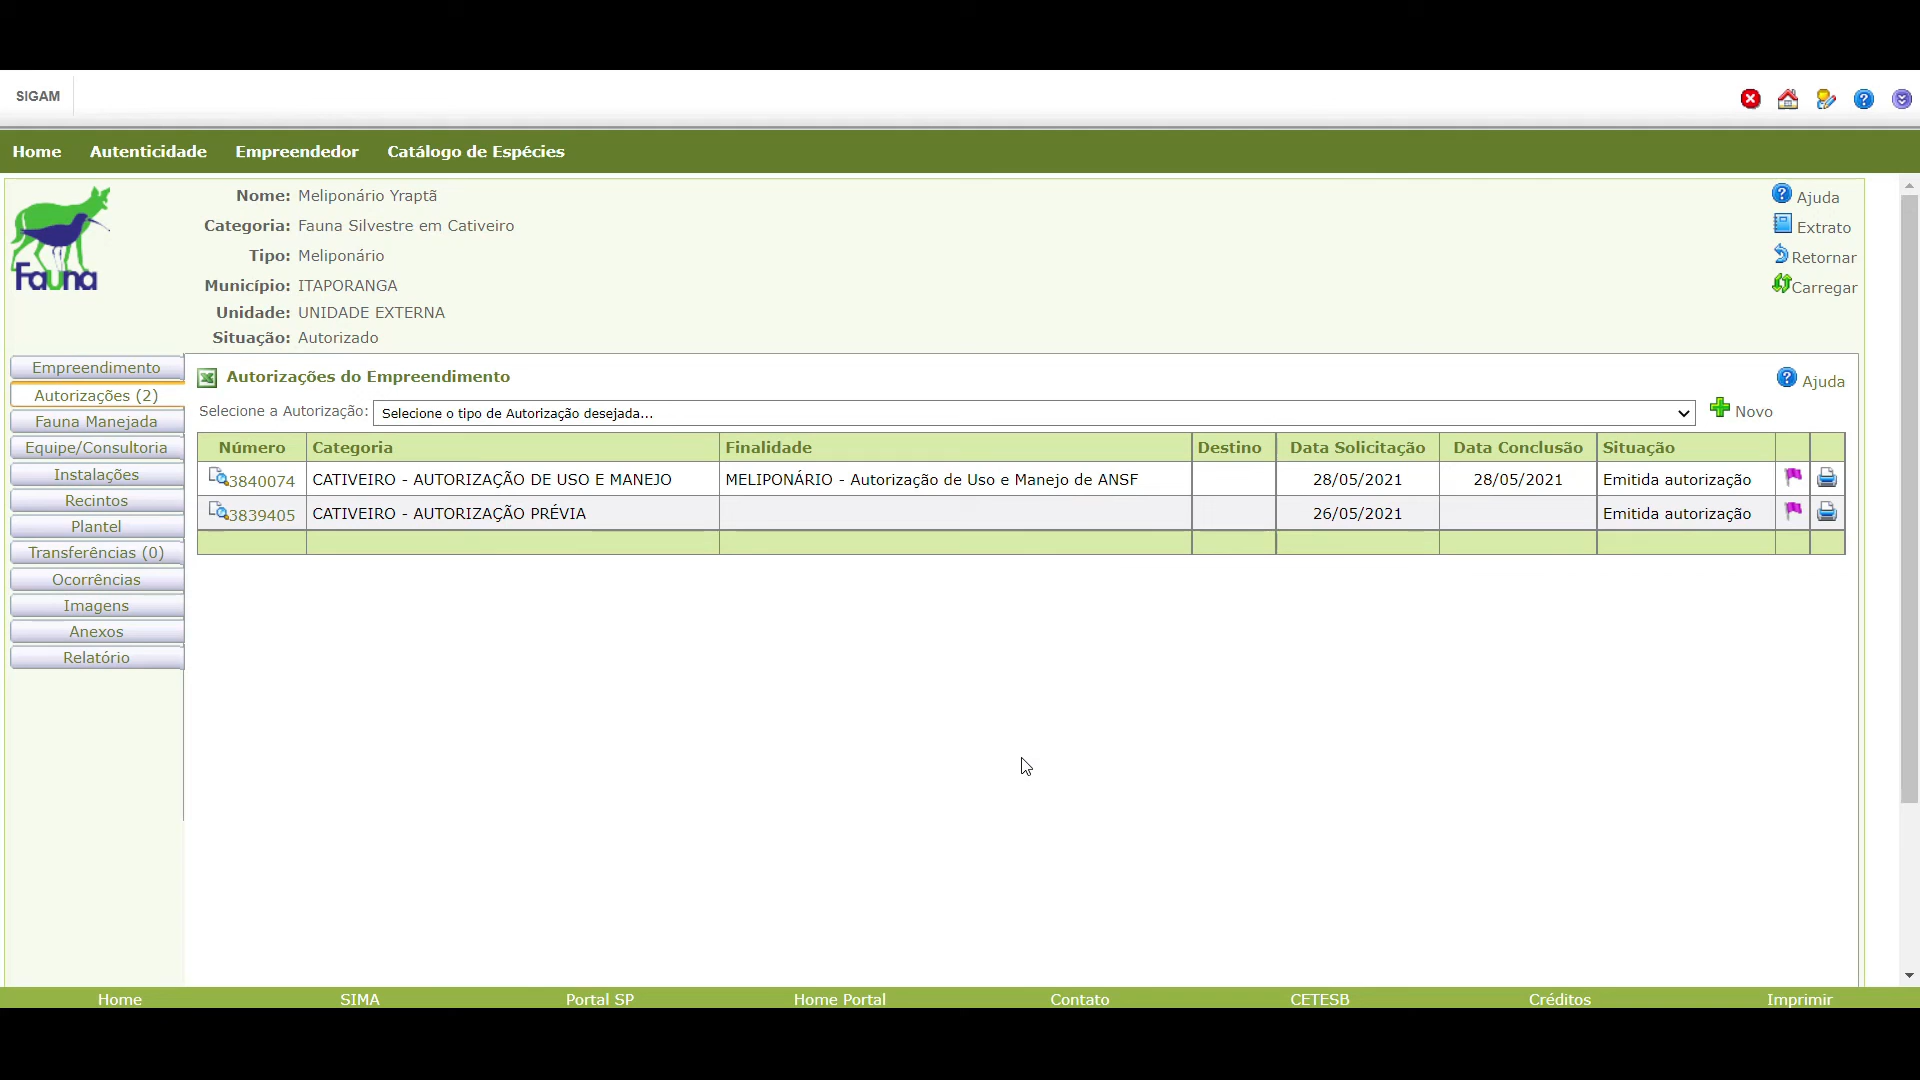 SIGAM
Home Autenticidade Empreendedor Catálogo de Espécies
Fauna
Nome: Meliponário Yraptã
Categoria: Fauna Silvestre em Cativeiro
Tipo: Meliponário
Município: ITAPORANGA
Unidade: UNIDADE EXTERNA
Situação: Autorizado
Ajuda
Extrato
Retornar
Carregar
Empreendimento
Autorizações (2)
Fauna Manejada
Equipe/Consultoria
Instalações
Recintos
Plantel
Transferências (0)
Ocorrências
Imagens
Anexos
Relatório
Autorizações do Empreendimento
Ajuda
Selecione a Autorização: Selecione o tipo de Autorização desejada... Novo
Número Categoria Finalidade Destino Data Solicitação Data Conclusão Situação
3840074 CATIVEIRO - AUTORIZAÇÃO DE USO E MANEJO MELIPONÁRIO - Autorização de Uso e Manejo de ANSF 28/05/2021 28/05/2021 Emitida autorização
3839405 CATIVEIRO - AUTORIZAÇÃO PRÉVIA 26/05/2021 Emitida autorização
Home SIMA Portal SP Home Portal Contato CETESB Créditos Imprimir